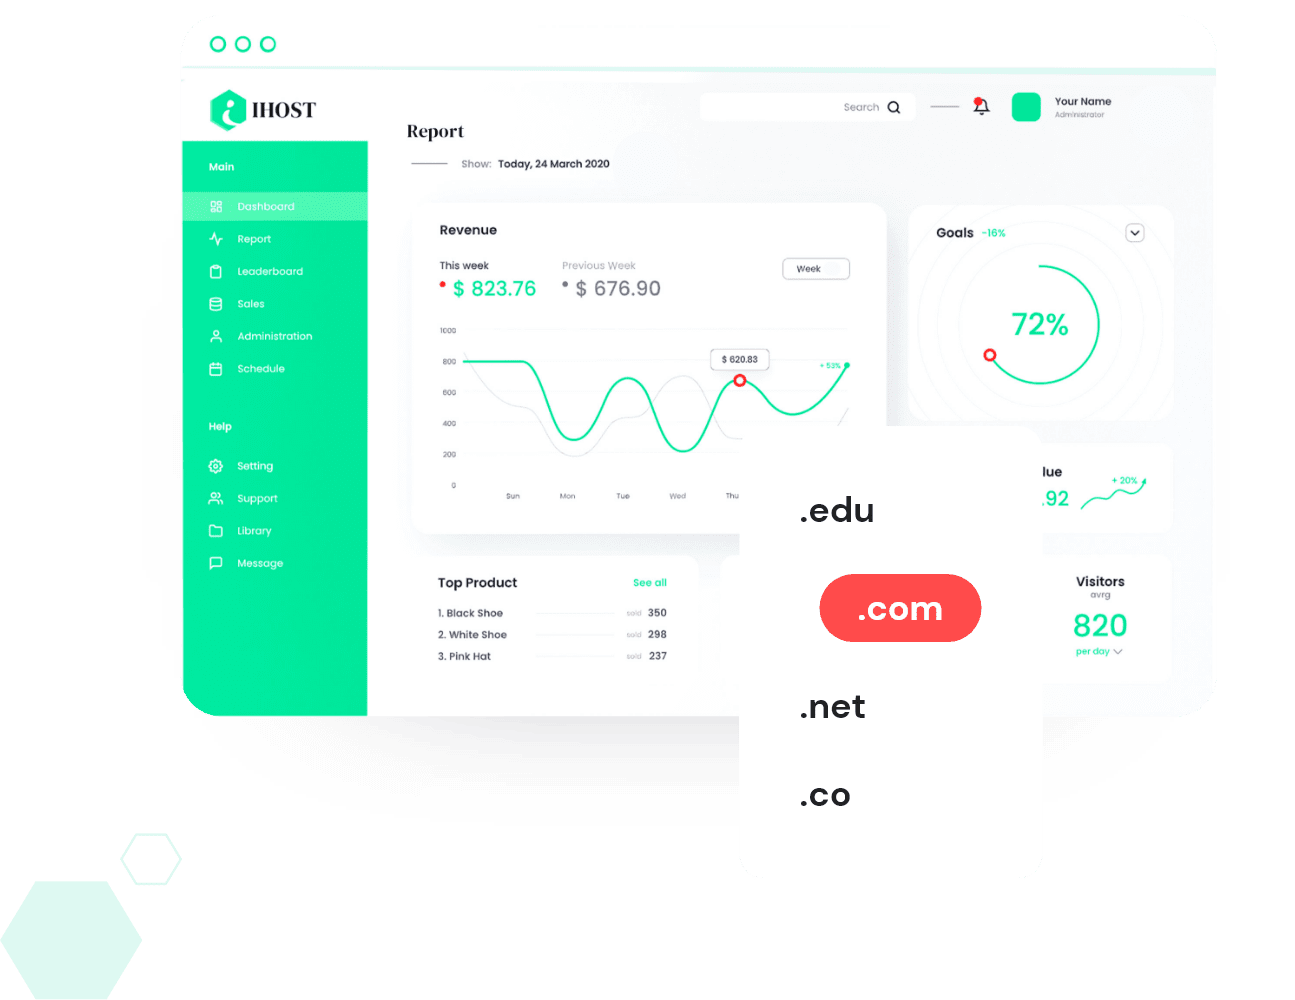 IHOST
Search
Your Name
Administrator
Report
Show: Today, 24 March 2020
Main
Dashboard
Report
Leaderboard
Sales
Administration
Schedule
Help
Setting
Support
Library
Message
Revenue
This week
Previous Week
$ 823.76
$ 676.90
Week
1000
800
600
400
200
0
$ 620.83
+ 53%
Sun Mon Tue Wed Thu
Goals -16%
72%
lue
.92
+ 20%
Top Product
See all
1. Black Shoe sold 350
2. White Shoe sold 298
3. Pink Hat sold 237
.edu
.com
.net
.co
Visitors
avrg
820
per day